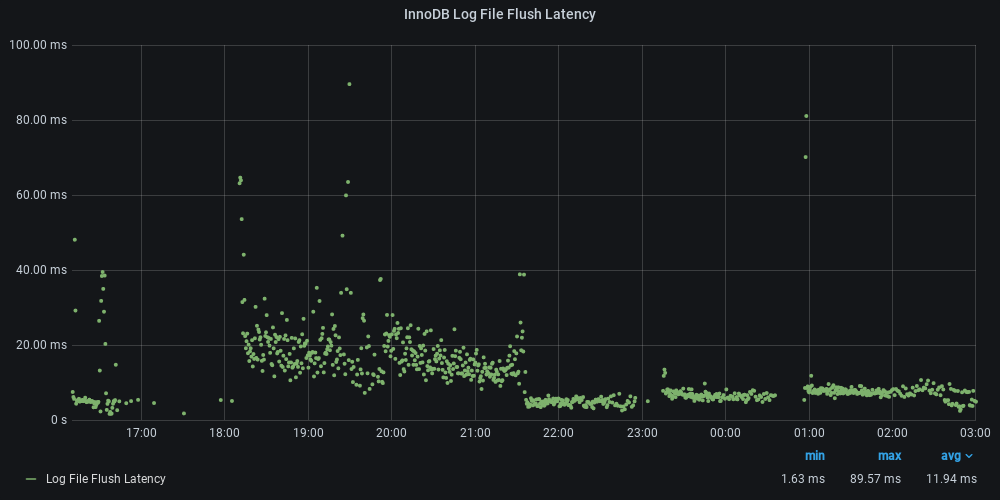 InnoDB Log File Flush Latency
100.00 ms
80.00 ms
60.00 ms
40.00 ms
20.00 ms
0 s
17:00 18:00 19:00 20:00 21:00 22:00 23:00 00:00 01:00 02:00 03:00
min max avg
Log File Flush Latency 1.63 ms 89.57 ms 11.94 ms